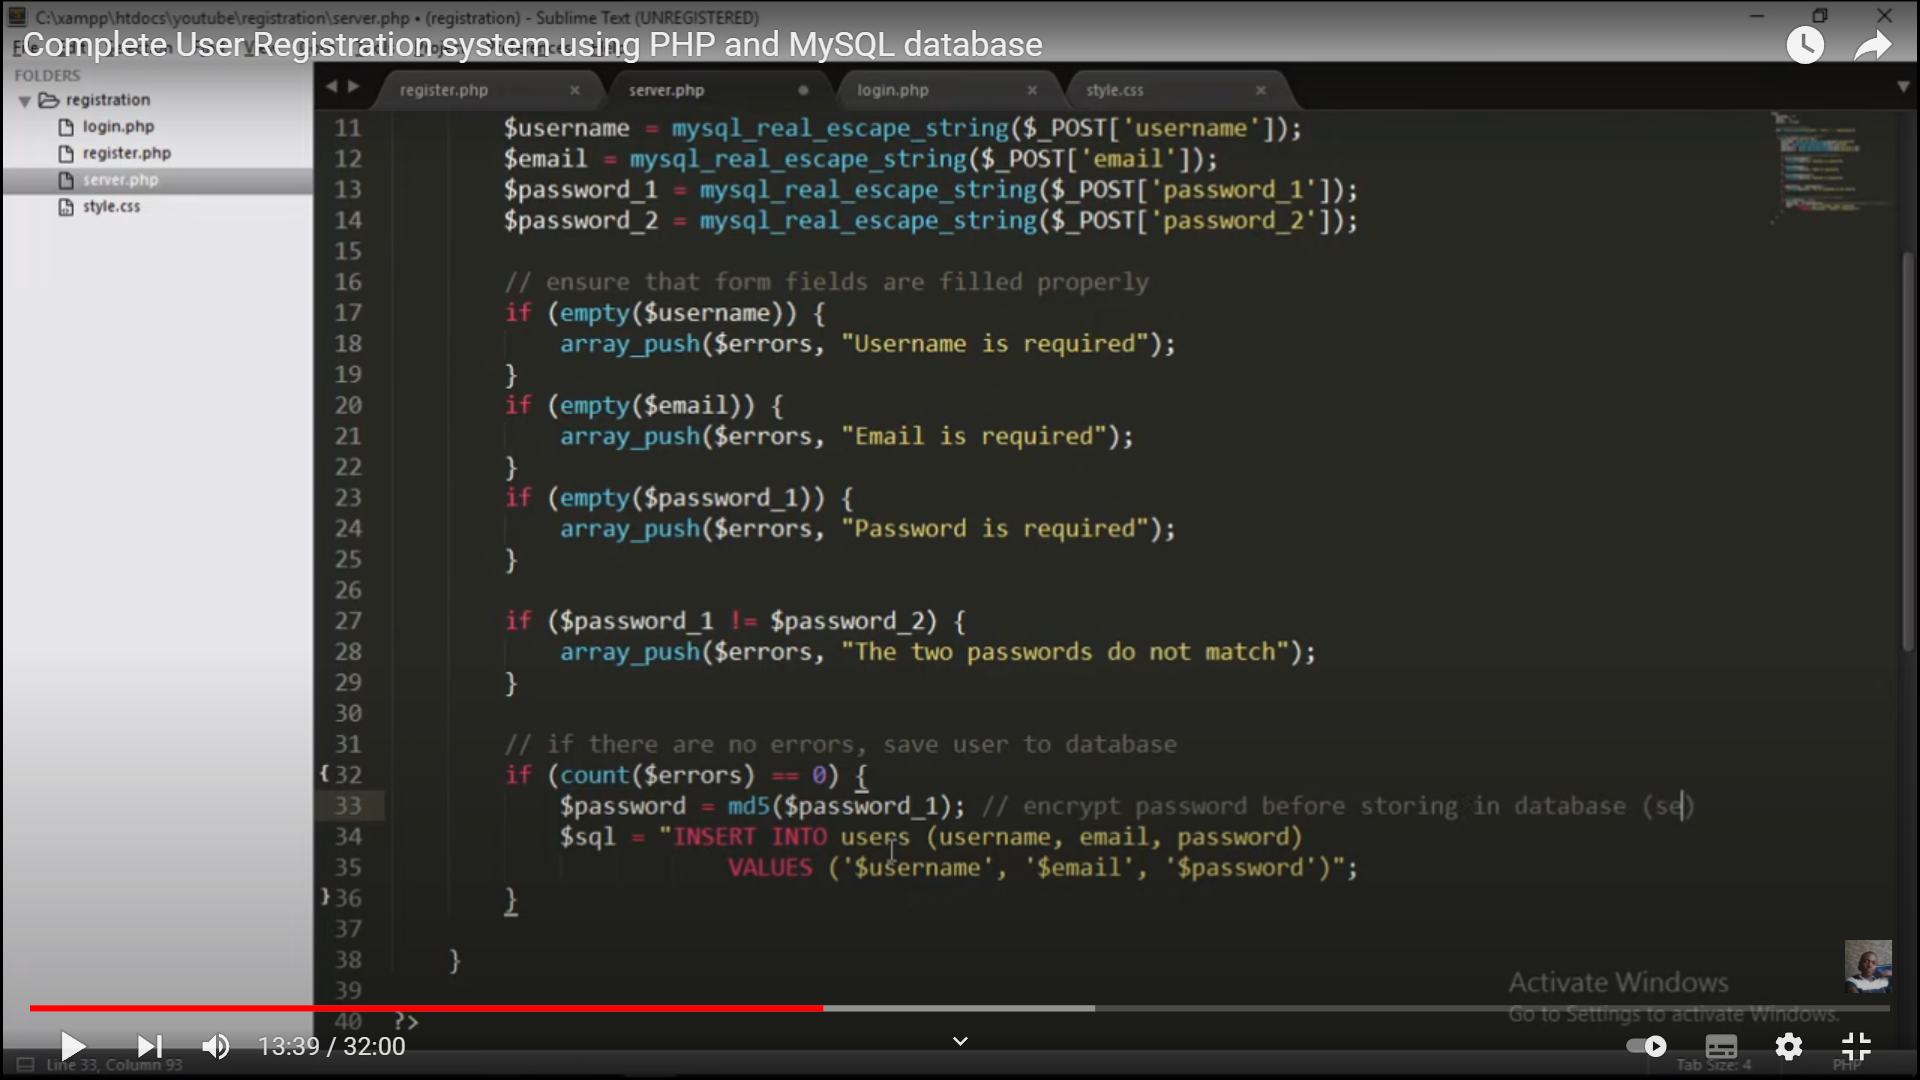 C:\xampp\htdocs\youtube\registration\server.php • (registration) - Sublime Text (UNREGISTERED)
Complete User Registration system using PHP and MySQL database
FOLDERS
registration
login.php
register.php
server.php
style.css
register.php × server.php login.php × style.css ×
11 $username = mysql_real_escape_string($_POST['username']);
12 $email = mysql_real_escape_string($_POST['email']);
13 $password_1 = mysql_real_escape_string($_POST['password_1']);
14 $password_2 = mysql_real_escape_string($_POST['password_2']);
15
16 // ensure that form fields are filled properly
17 if (empty($username)) {
18 array_push($errors, "Username is required");
19 }
20 if (empty($email)) {
21 array_push($errors, "Email is required");
22 }
23 if (empty($password_1)) {
24 array_push($errors, "Password is required");
25 }
26
27 if ($password_1 != $password_2) {
28 array_push($errors, "The two passwords do not match");
29 }
30
31 // if there are no errors, save user to database
{32 if (count($errors) == 0) {
33 $password = md5($password_1); // encrypt password before storing in database (se)
34 $sql = "INSERT INTO users (username, email, password)
35 VALUES ('$username', '$email', '$password')";
}36 }
37
38 }
39
40 ?>
Activate Windows
Go to Settings to activate Windows.
13:39 / 32:00
Line 33, Column 93
Tab Size: 4
PHP